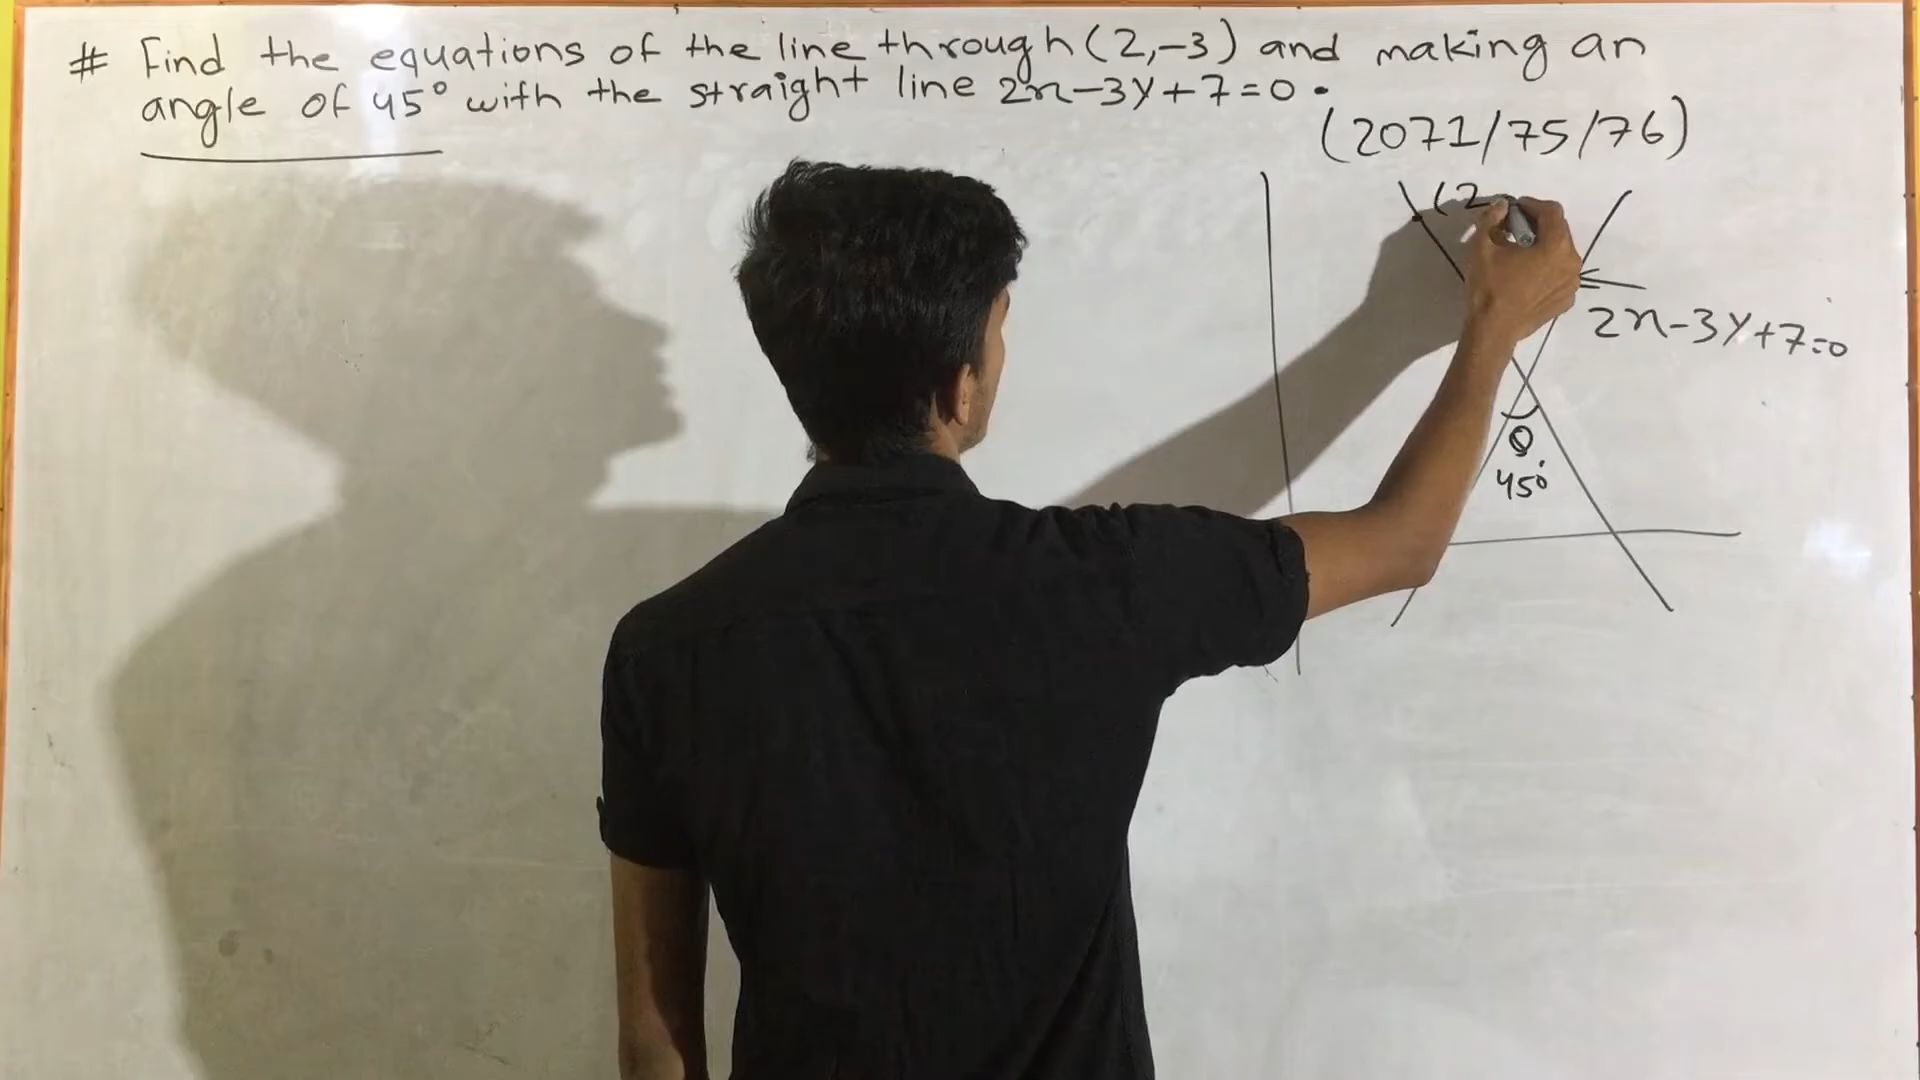 # Find the equations of the line through (2,-3) and making an
angle of 45° with the straight line 2x-3y+7=0.
(2071/75/76)
(2
2x-3y+7=0
θ
45°